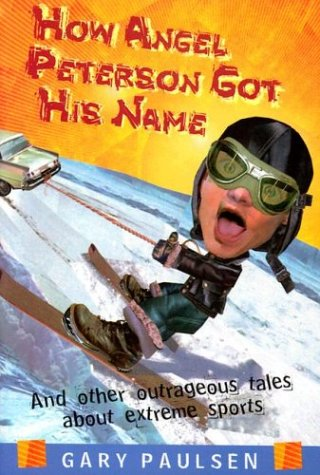 How Angel
Peterson Got
His Name
And other outrageous tales
about extreme sports
GARY PAULSEN